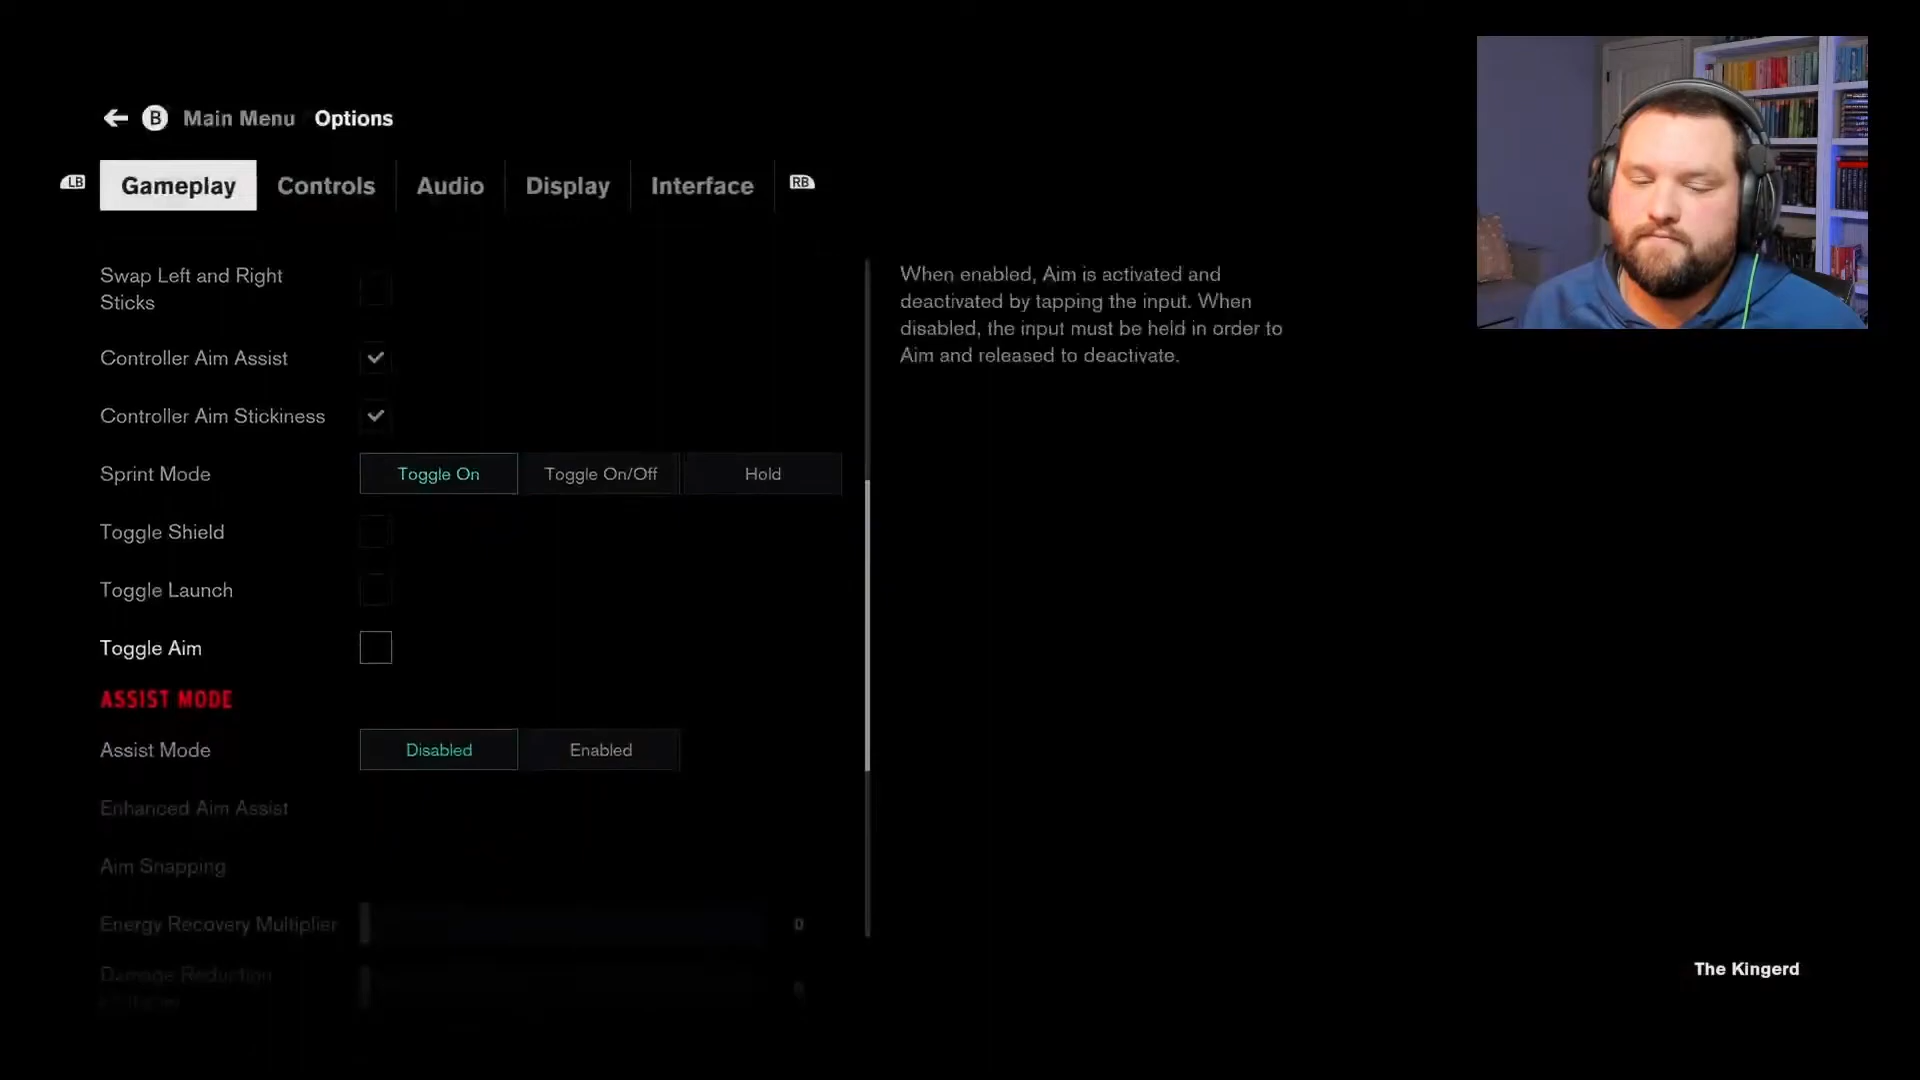 B Main Menu Options
LB Gameplay Controls Audio Display Interface RB
Swap Left and Right
Sticks
Controller Aim Assist
Controller Aim Stickiness
Sprint Mode Toggle On Toggle On/Off Hold
Toggle Shield
Toggle Launch
Toggle Aim
ASSIST MODE
Assist Mode Disabled Enabled
Enhanced Aim Assist
Aim Snapping
Energy Recovery Multiplier 0
Damage Reduction
When enabled, Aim is activated and
deactivated by tapping the input. When
disabled, the input must be held in order to
Aim and released to deactivate.
The Kingerd